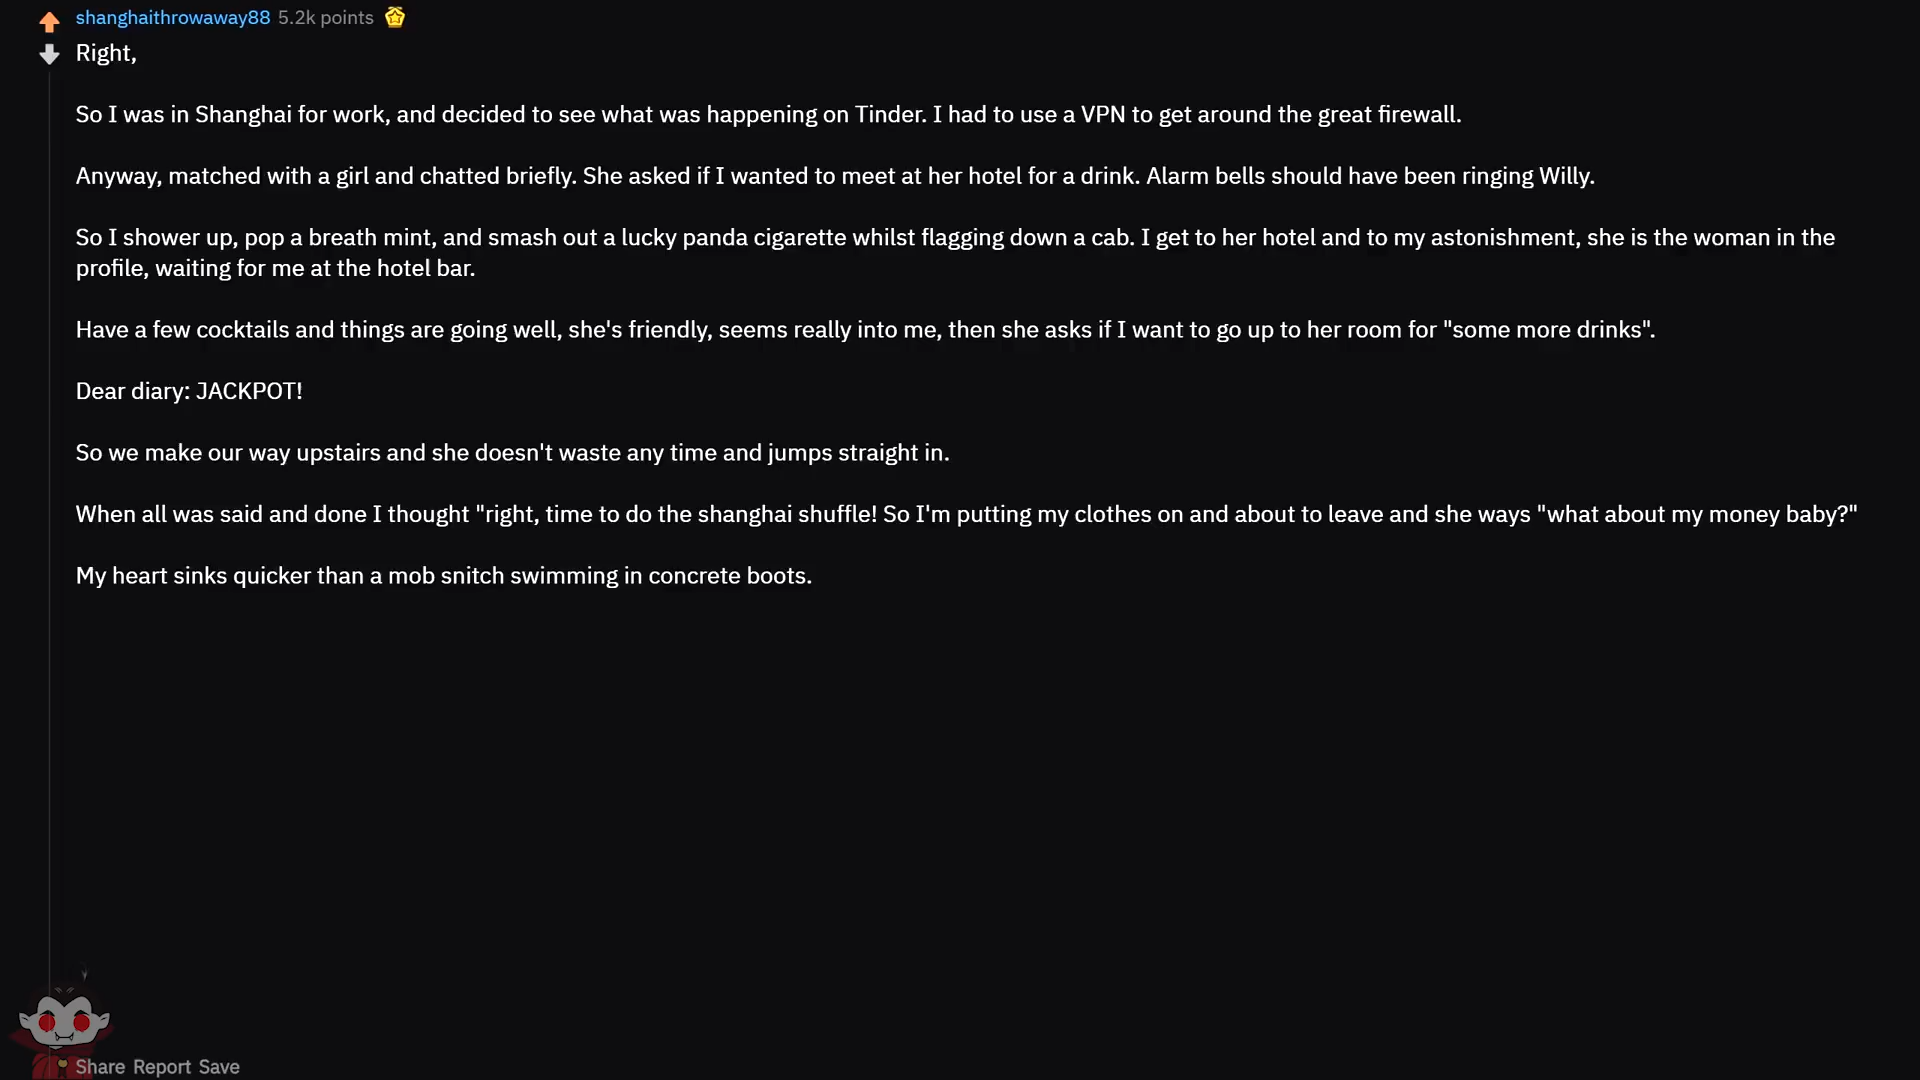 shanghaithrowaway88 5.2k points
Right,
So I was in Shanghai for work, and decided to see what was happening on Tinder. I had to use a VPN to get around the great firewall.
Anyway, matched with a girl and chatted briefly. She asked if I wanted to meet at her hotel for a drink. Alarm bells should have been ringing Willy.
So I shower up, pop a breath mint, and smash out a lucky panda cigarette whilst flagging down a cab. I get to her hotel and to my astonishment, she is the woman in the
profile, waiting for me at the hotel bar.
Have a few cocktails and things are going well, she's friendly, seems really into me, then she asks if I want to go up to her room for "some more drinks".
Dear diary: JACKPOT!
So we make our way upstairs and she doesn't waste any time and jumps straight in.
When all was said and done I thought "right, time to do the shanghai shuffle! So I'm putting my clothes on and about to leave and she ways "what about my money baby?"
My heart sinks quicker than a mob snitch swimming in concrete boots.
Share Report Save